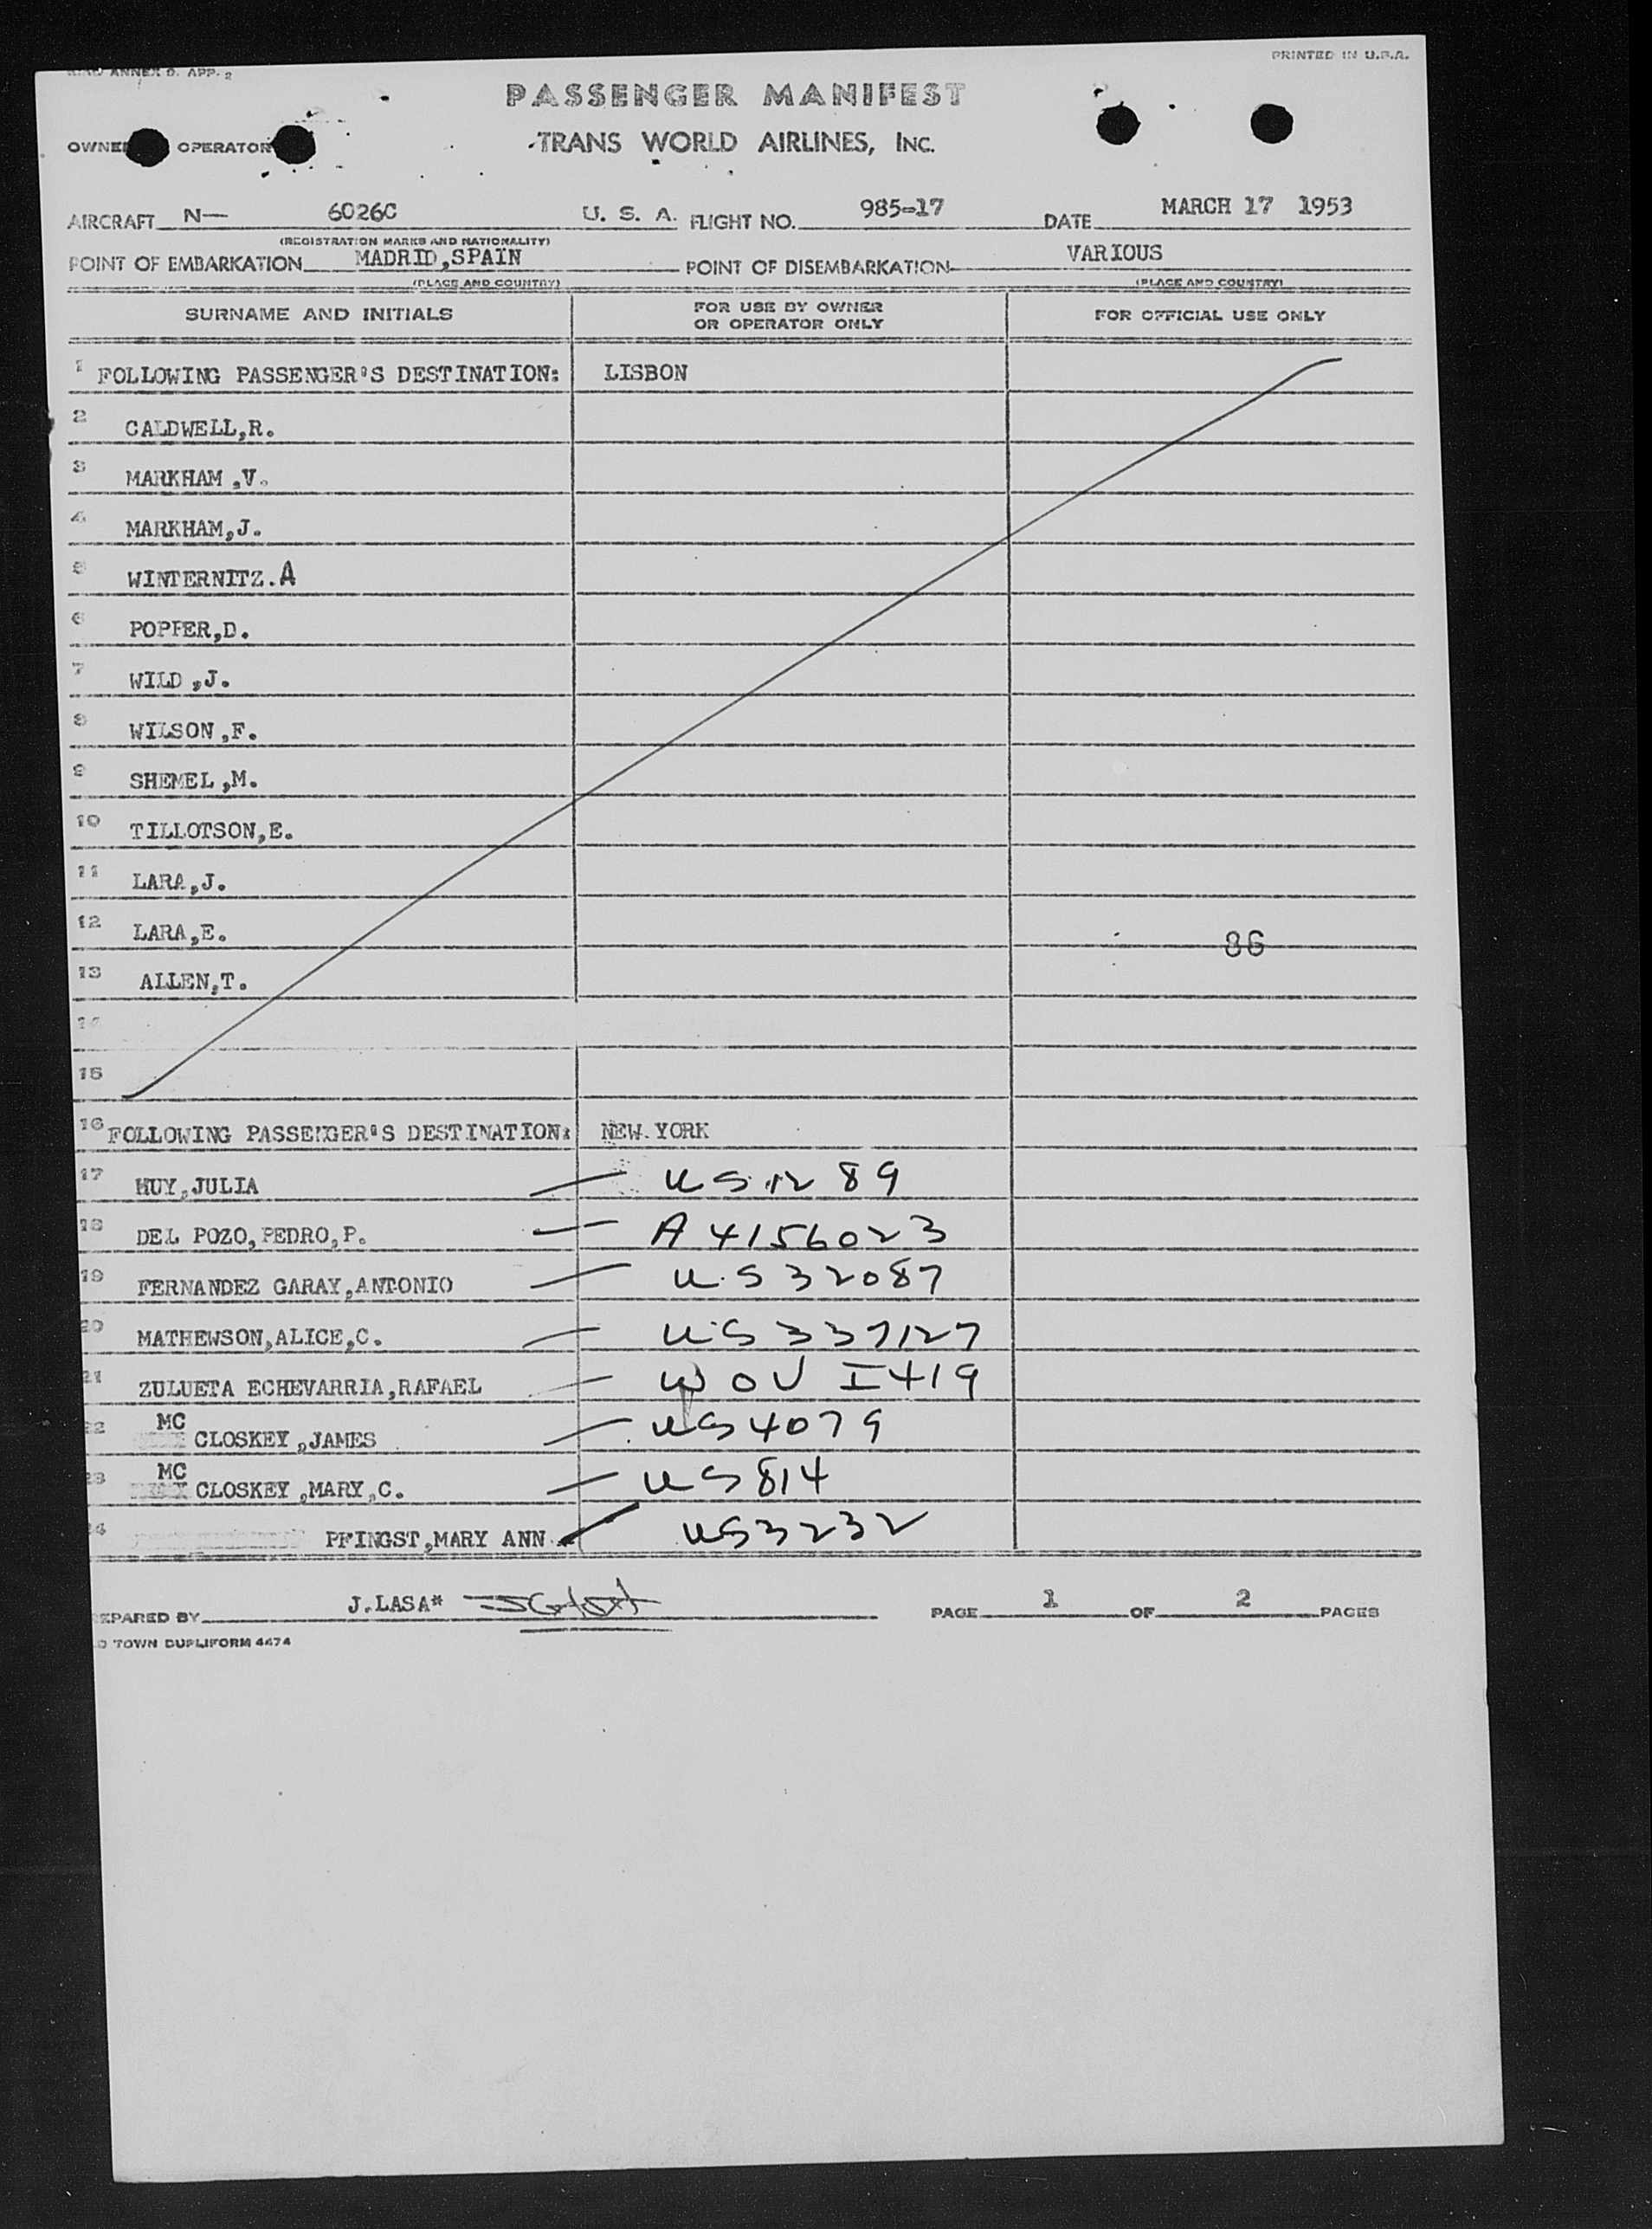 ANNEX 9. APP. 2
PRINTED IN U.S.A.
PASSENGER MANIFEST
OWNER OPERATOR
TRANS WORLD AIRLINES, INC.
AIRCRAFT N— 6026C U. S. A. FLIGHT NO. 985-17 DATE MARCH 17 1953
(REGISTRATION MARKS AND NATIONALITY)
POINT OF EMBARKATION MADRID,SPAIN POINT OF DISEMBARKATION VARIOUS
(PLACE AND COUNTRY) (PLACE AND COUNTRY)
SURNAME AND INITIALS FOR USE BY OWNER OR OPERATOR ONLY FOR OFFICIAL USE ONLY
1 FOLLOWING PASSENGER'S DESTINATION: LISBON
2 CALDWELL,R.
3 MARKHAM,V.
4 MARKHAM,J.
5 WINTERNITZ.A
6 POPPER,D.
7 WILD,J.
8 WILSON,F.
9 SHEMEL,M.
10 TILLOTSON,E.
11 LARA,J.
12 LARA,E. 86
13 ALLEN,T.
14
15
16 FOLLOWING PASSENGER'S DESTINATION: NEW YORK
17 HUY,JULIA — US 1289
18 DEL POZO,PEDRO,P. — A 4156023
19 FERNANDEZ GARAY,ANTONIO — U.S 32087
20 MATHEWSON,ALICE,C. — US 337127
21 ZULUETA ECHEVARRIA,RAFAEL — WOU I419
22 MC CLOSKEY,JAMES — US 4079
23 MC CLOSKEY,MARY,C. — US 814
24 PFINGST,MARY ANN US 3232
EPARED BY J.LASA* PAGE 1 OF 2 PAGES
D TOWN DUPLIFORM 4474